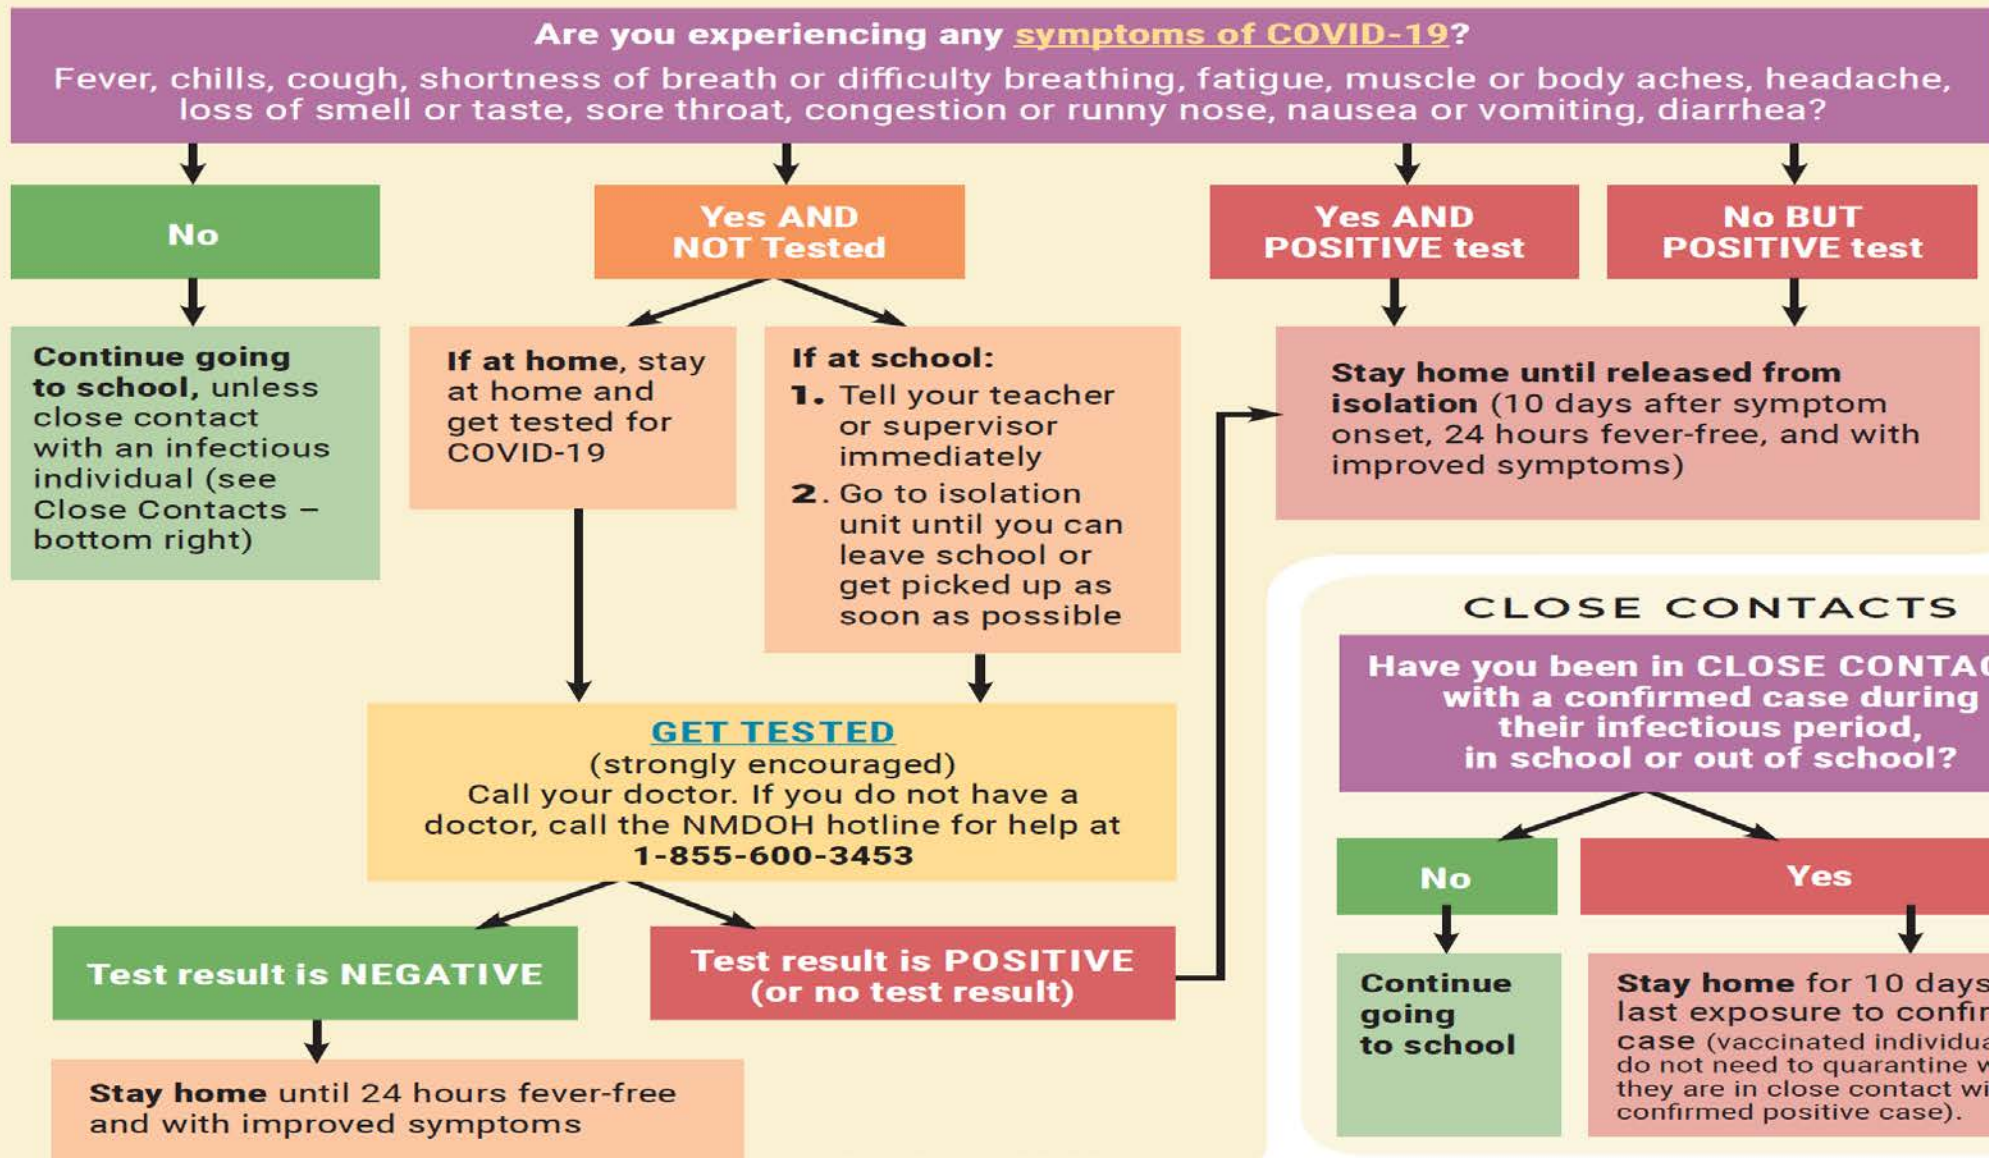 Are you experiencing any symptoms of COVID-19?
Fever, chills, cough, shortness of breath or difficulty breathing, fatigue, muscle or body aches, headache,
loss of smell or taste, sore throat, congestion or runny nose, nausea or vomiting, diarrhea?
No
Yes AND
NOT Tested
Yes AND
POSITIVE test
No BUT
POSITIVE test
Continue going
to school, unless
close contact
with an infectious
individual (see
Close Contacts –
bottom right)
If at home, stay
at home and
get tested for
COVID-19
If at school:
1. Tell your teacher
or supervisor
immediately
2. Go to isolation
unit until you can
leave school or
get picked up as
soon as possible
Stay home until released from
isolation (10 days after symptom
onset, 24 hours fever-free, and with
improved symptoms)
GET TESTED
(strongly encouraged)
Call your doctor. If you do not have a
doctor, call the NMDOH hotline for help at
1-855-600-3453
Test result is NEGATIVE
Test result is POSITIVE
(or no test result)
Stay home until 24 hours fever-free
and with improved symptoms
CLOSE CONTACTS
Have you been in CLOSE
with a confirmed case during
their infectious period,
in school or out of school?
No
Yes
Continue
going
to school
Stay home for 10 days
last exposure to
case (vaccinated
do not need to quarantine
they are in close contact
confirmed positive case).